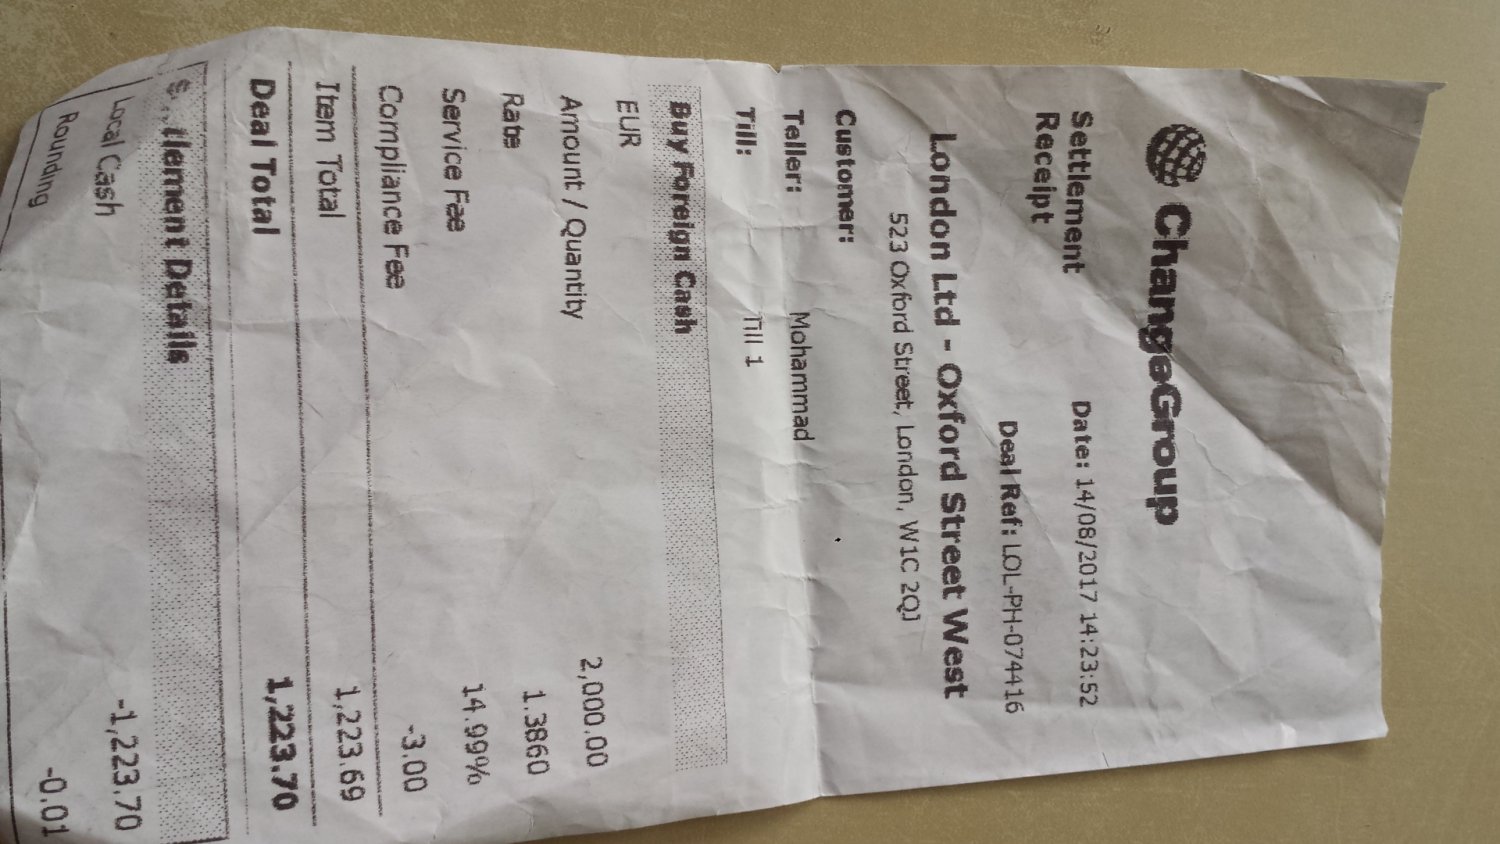 ChangeGroup
Settlement Receipt Date: 14/08/2017 14:23:52
Deal Ref: LOL-PH-074416
London Ltd - Oxford Street West
523 Oxford Street, London, W1C 2QJ
Customer:
Teller: Mohammad
Till: Till 1
Buy Foreign Cash
EUR
Amount / Quantity 2,000.00
Rate 1.3860
Service Fee 14.99%
Compliance Fee -3.00
Item Total 1,223.69
Deal Total 1,223.70
Settlement Details
Local Cash -1,223.70
Rounding -0.01